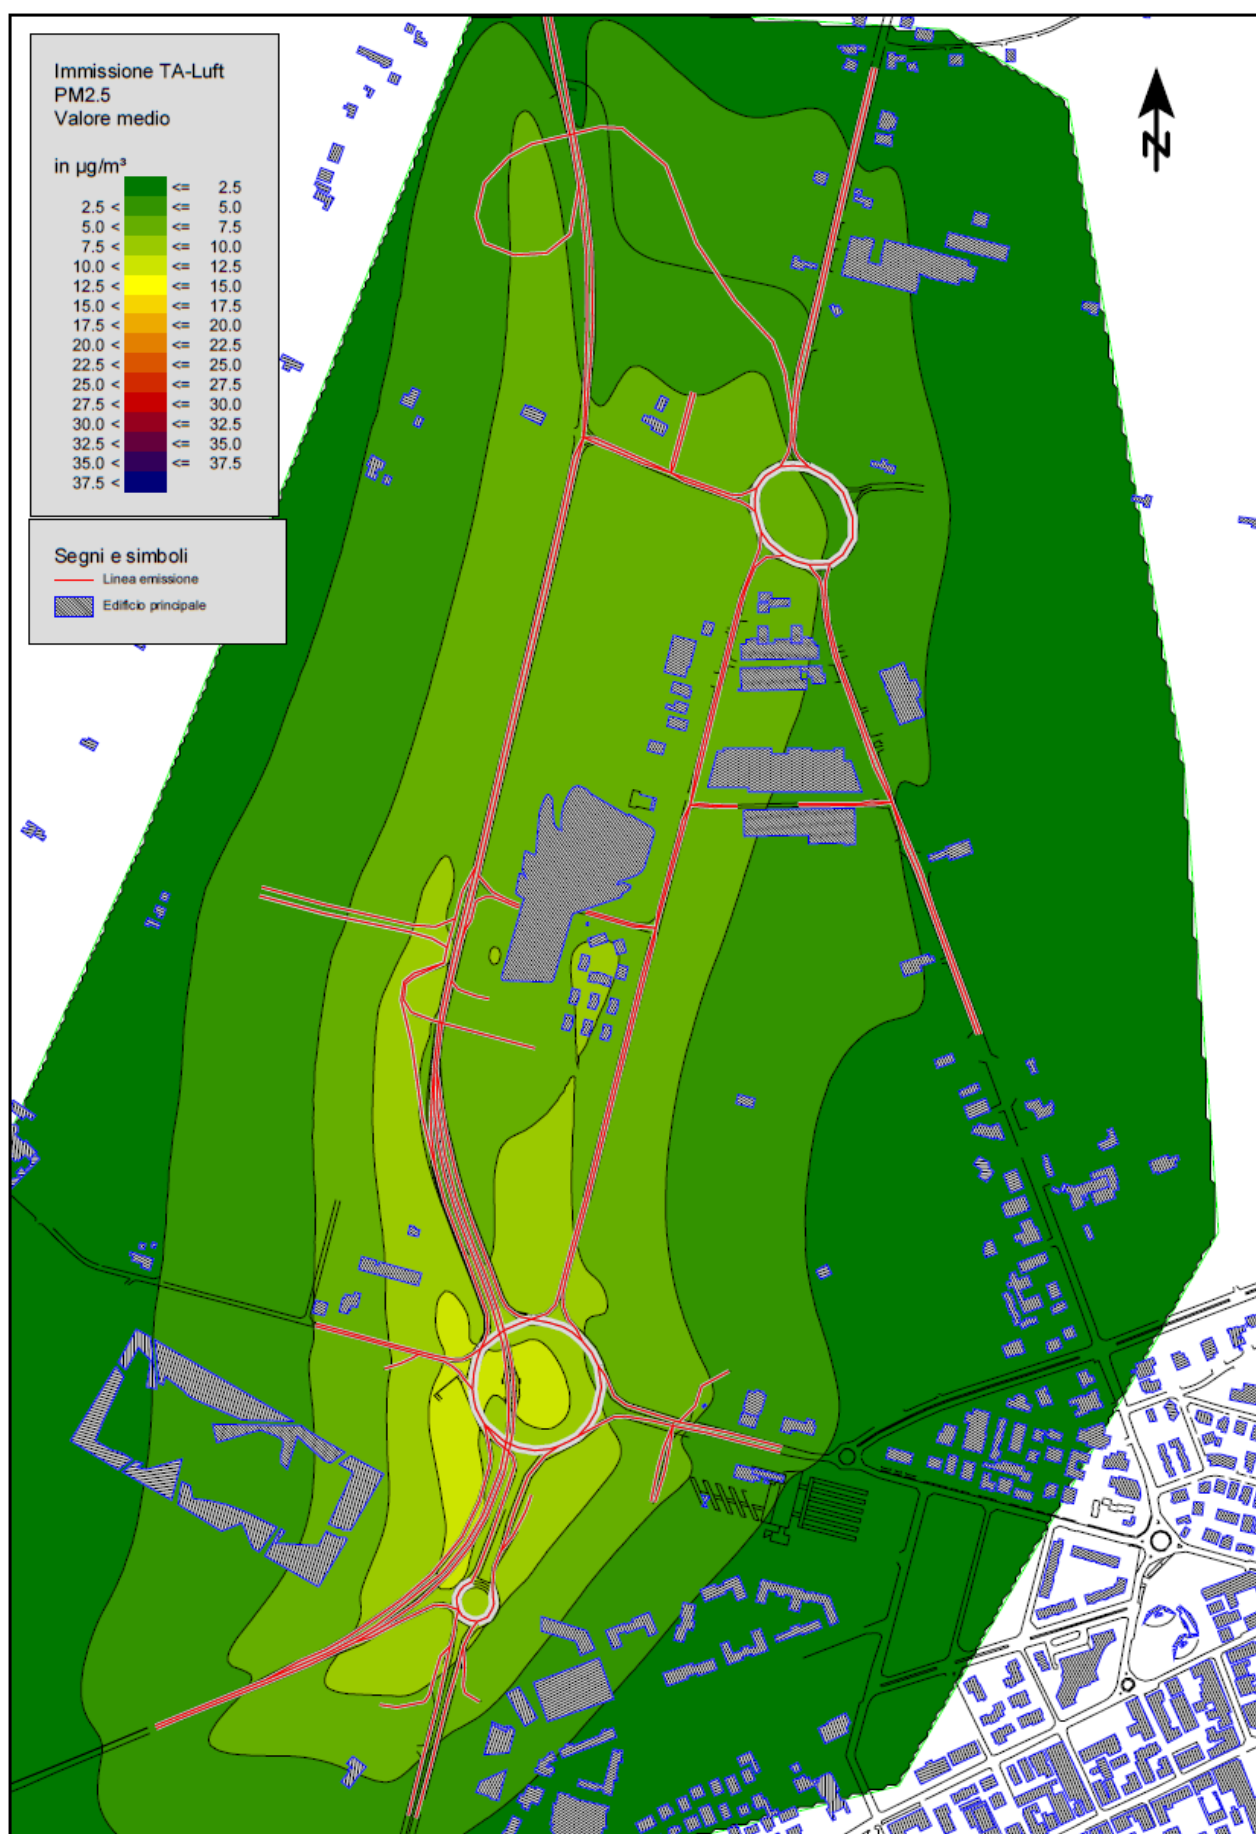 Immissione TA-Luft
PM2.5
Valore medio
in µg/m³
<= 2.5
2.5 < <= 5.0
5.0 < <= 7.5
7.5 < <= 10.0
10.0 < <= 12.5
12.5 < <= 15.0
15.0 < <= 17.5
17.5 < <= 20.0
20.0 < <= 22.5
22.5 < <= 25.0
25.0 < <= 27.5
27.5 < <= 30.0
30.0 < <= 32.5
32.5 < <= 35.0
35.0 < <= 37.5
37.5 <
N
Segni e simboli
Linea emissione
Edificio principale